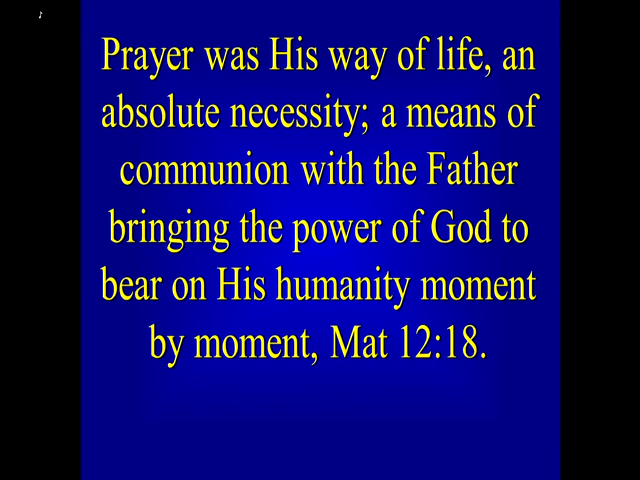 Prayer was His way of life, an
absolute necessity; a means of
communion with the Father
bringing the power of God to
bear on His humanity moment
by moment, Mat 12:18.